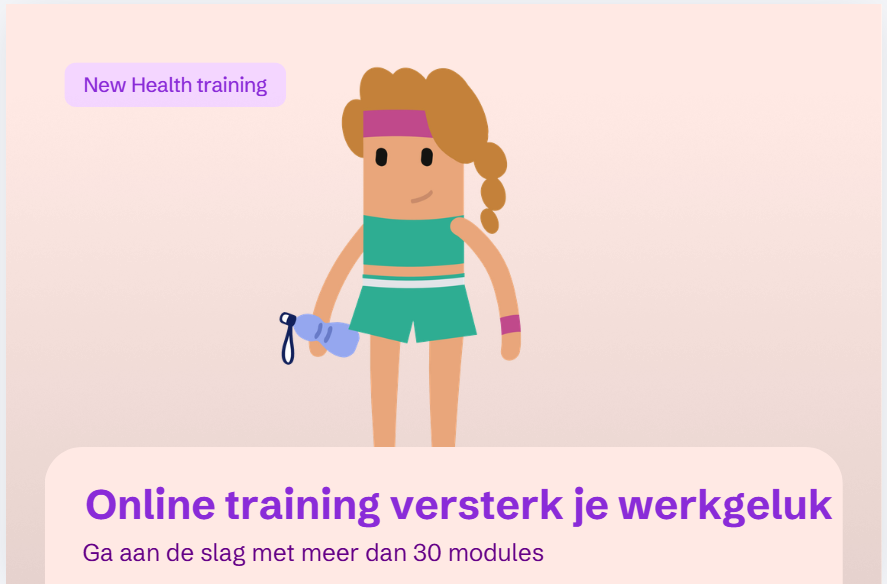 New Health training
Online training versterk je werkgeluk
Ga aan de slag met meer dan 30 modules